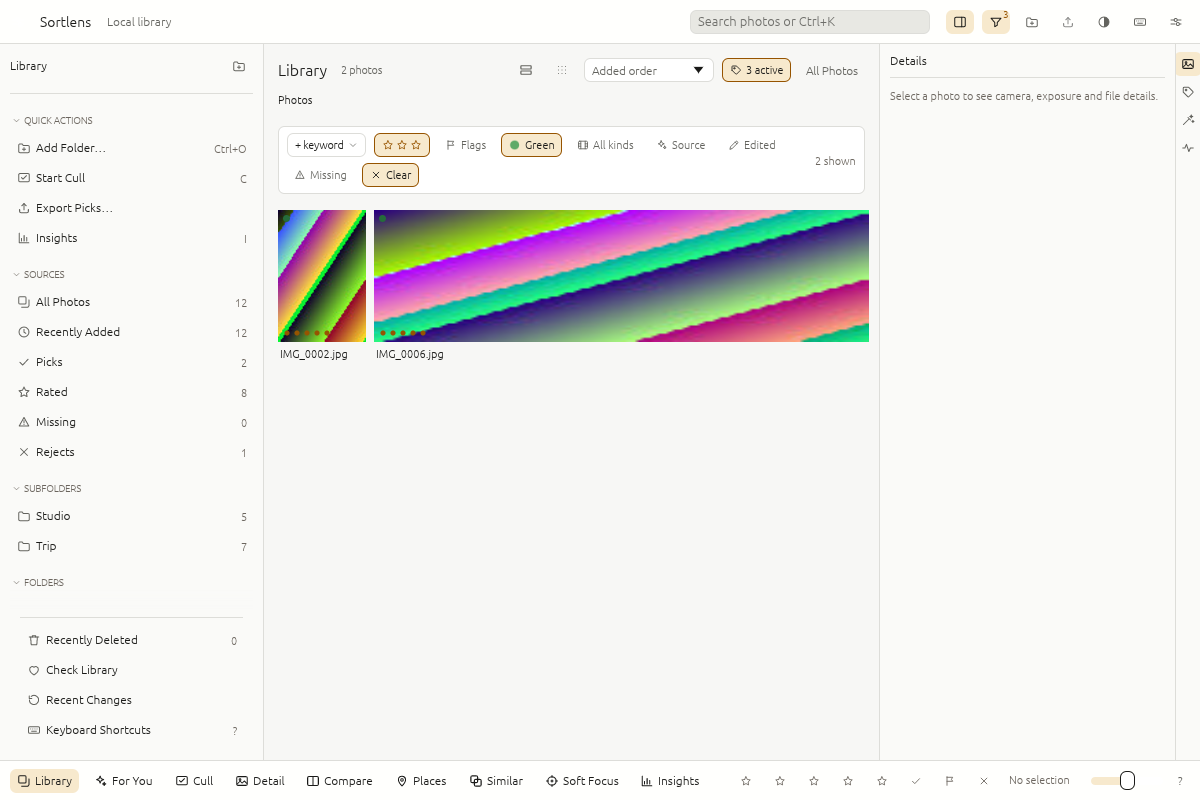 Sortlens Local library
Search photos or Ctrl+K
3
Library
QUICK ACTIONS
Add Folder... Ctrl+O
Start Cull C
Export Picks...
Insights I
SOURCES
All Photos 12
Recently Added 12
Picks 2
Rated 8
Missing 0
Rejects 1
SUBFOLDERS
Studio 5
Trip 7
FOLDERS
Recently Deleted 0
Check Library
Recent Changes
Keyboard Shortcuts ?
Library 2 photos
Added order
3 active
All Photos
Photos
+ keyword
Flags
Green
All kinds
Source
Edited
Missing
Clear
2 shown
IMG_0002.jpg
IMG_0006.jpg
Details
Select a photo to see camera, exposure and file details.
Library
For You
Cull
Detail
Compare
Places
Similar
Soft Focus
Insights
No selection
?